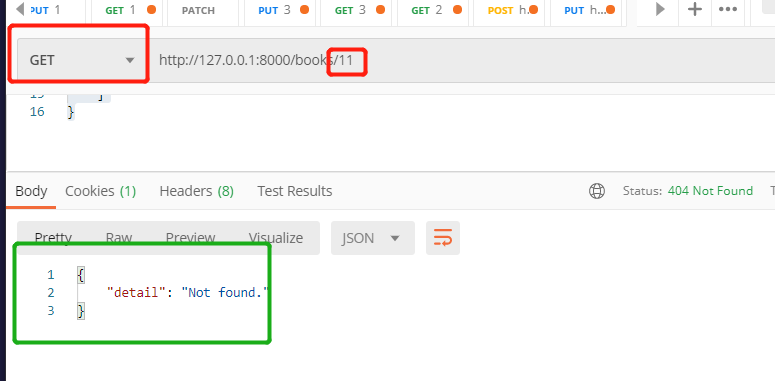 PUT 1 GET 1 PATCH PUT 3 GET 3 GET 2 POST h... PUT h...
GET http://127.0.0.1:8000/books/11
15 ]
16 }
Body Cookies (1) Headers (8) Test Results Status: 404 Not Found
Pretty Raw Preview Visualize JSON
1 {
2 "detail": "Not found."
3 }